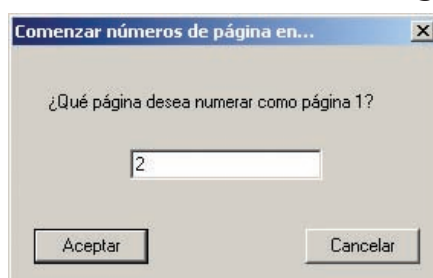 Comenzar números de página en...
¿Qué página desea numerar como página 1?
2
Aceptar
Cancelar